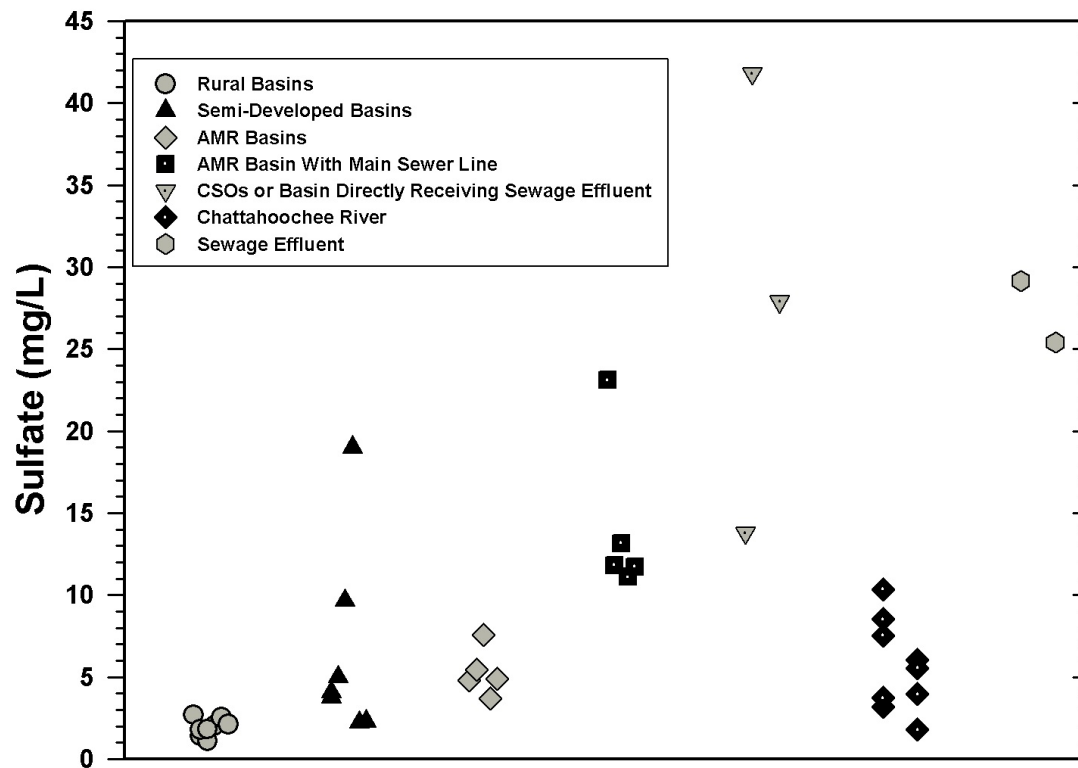 45
40
35
30
25
20
15
10
5
0
Sulfate (mg/L)
Rural Basins
Semi-Developed Basins
AMR Basins
AMR Basin With Main Sewer Line
CSOs or Basin Directly Receiving Sewage Effluent
Chattahoochee River
Sewage Effluent